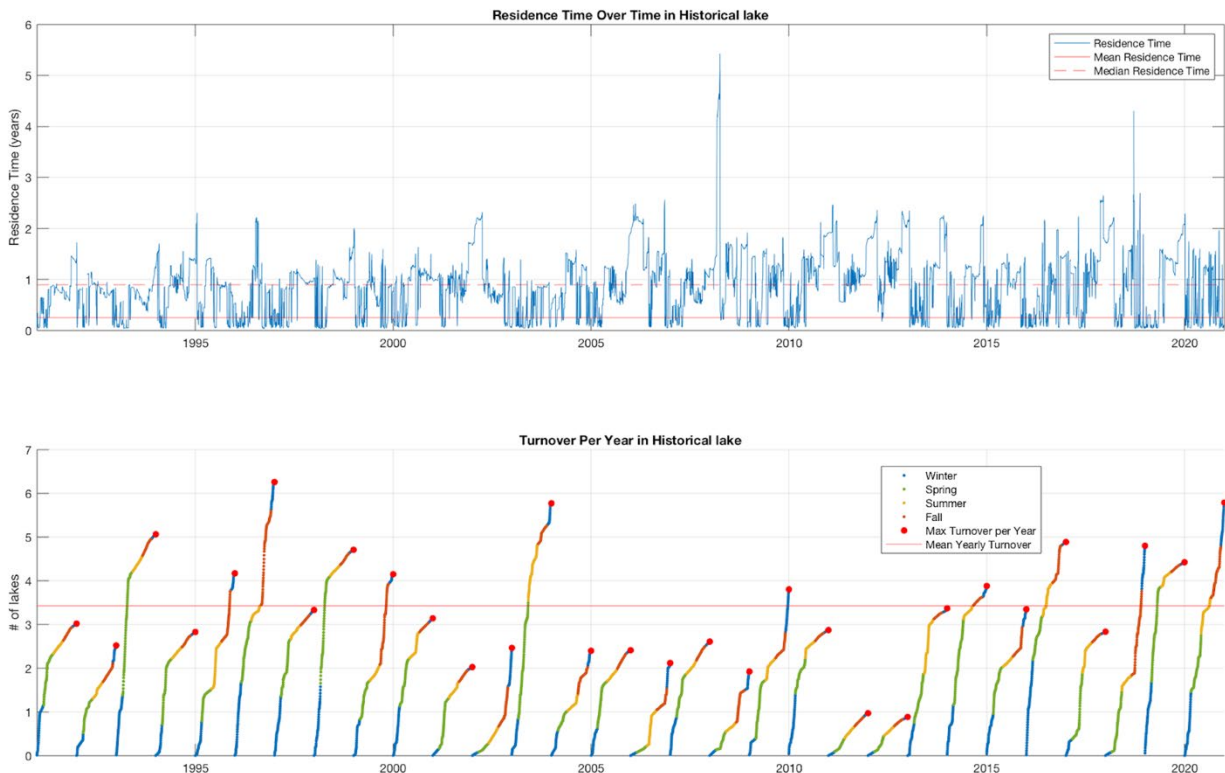 Residence Time Over Time in Historical lake
6
5
4
3
2
1
0
Residence Time (years)
Residence Time
Mean Residence Time
Median Residence Time
1995 2000 2005 2010 2015 2020
Turnover Per Year in Historical lake
7
6
5
4
3
2
1
0
# of lakes
Winter
Spring
Summer
Fall
Max Turnover per Year
Mean Yearly Turnover
1995 2000 2005 2010 2015 2020